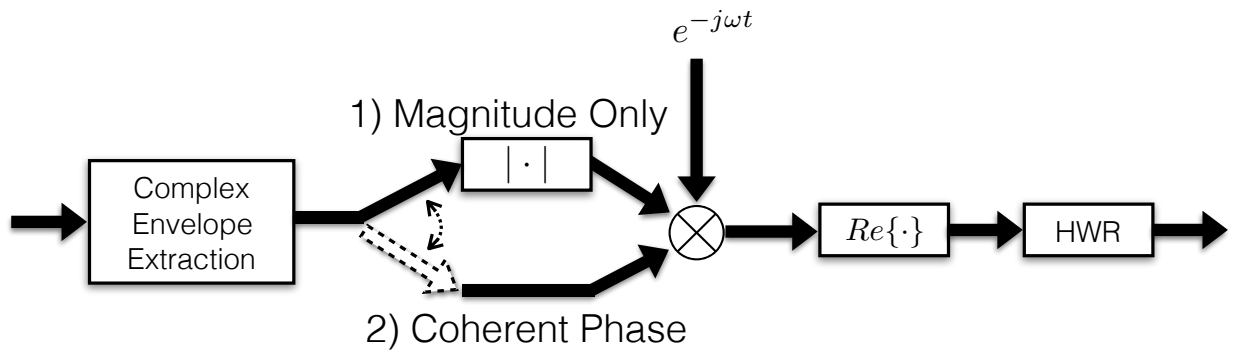 e^{-jωt}
1) Magnitude Only
| · |
Complex
Envelope
Extraction
Re{·}
HWR
2) Coherent Phase